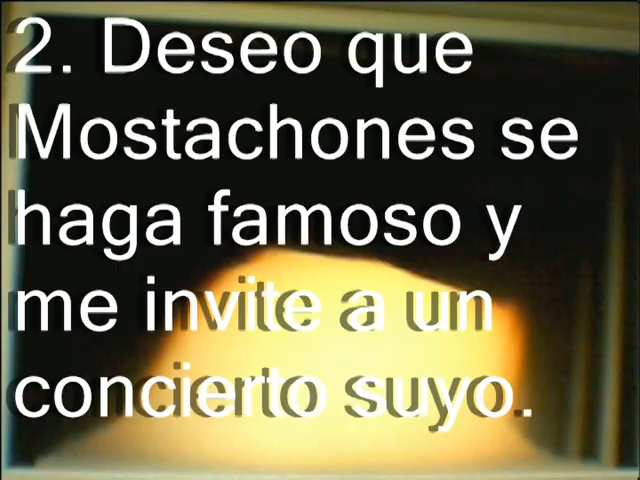 2. Deseo que
Mostachones se
haga famoso y
me invite a un
concierto suyo.